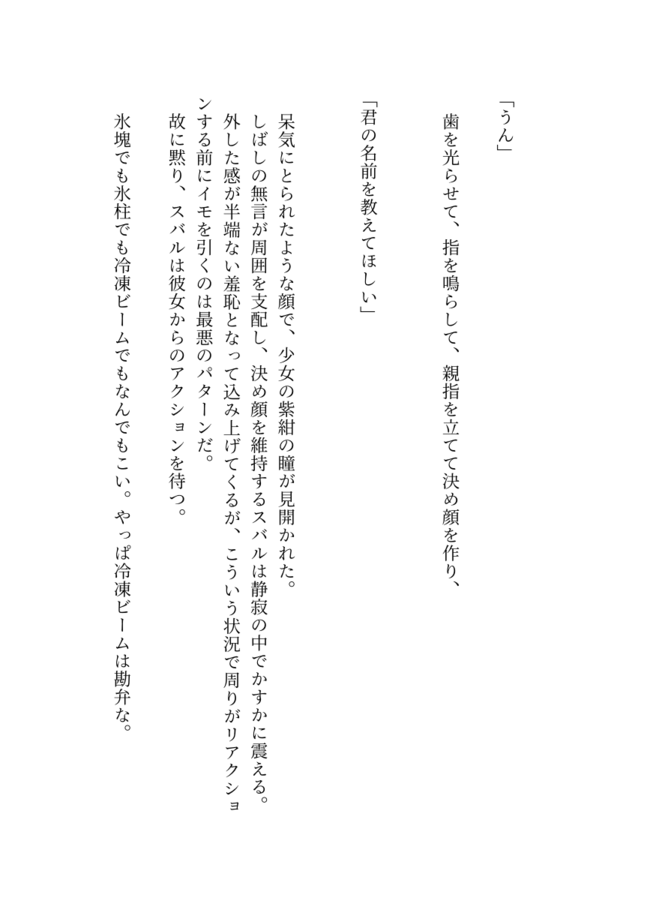 「うん」
歯を光らせて、指を鳴らして、親指を立てて決め顔を作り、
「君の名前を教えてほしい」
呆気にとられたような顔で、少女の紫紺の瞳が見開かれた。
しばしの無言が周囲を支配し、決め顔を維持するスバルは静寂の中でかすかに震える。
外した感が半端ない羞恥となって込み上げてくるが、こういう状況で周りがリアクショ
ンする前にイモを引くのは最悪のパターンだ。
故に黙り、スバルは彼女からのアクションを待つ。
氷塊でも氷柱でも冷凍ビームでもなんでもこい。やっぱ冷凍ビームは勘弁な。